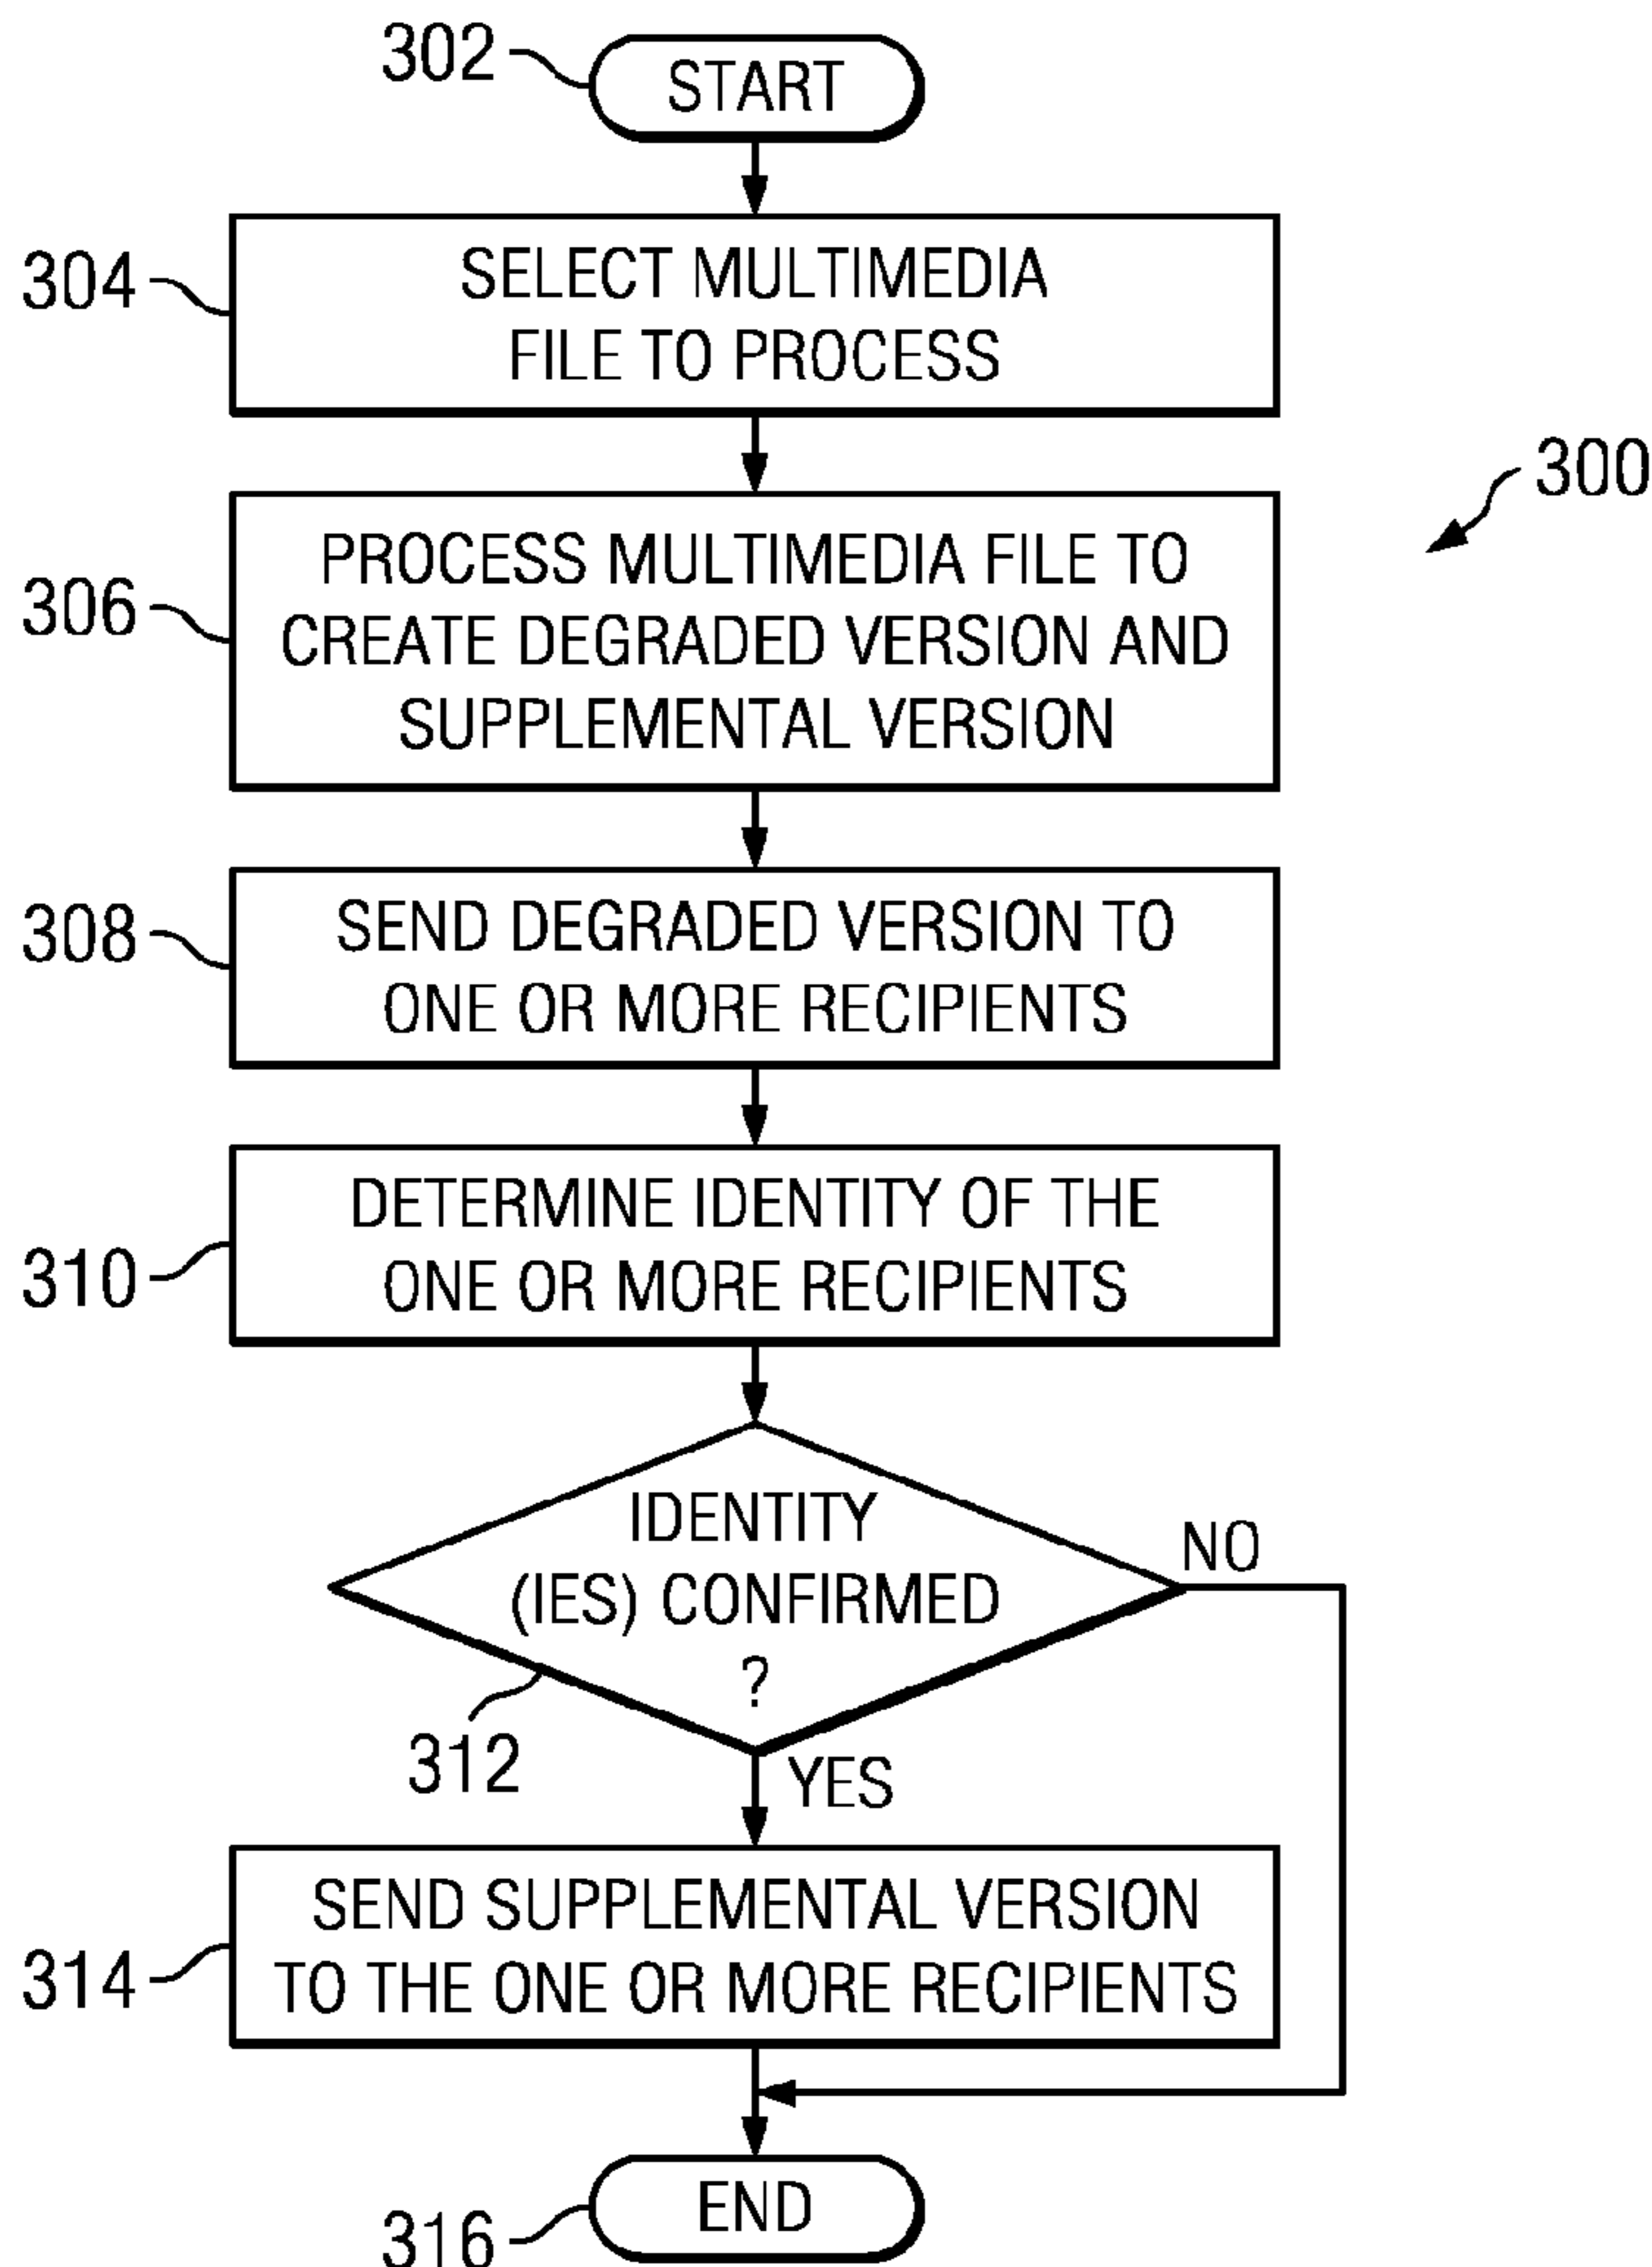 302
START
304
SELECT MULTIMEDIA
FILE TO PROCESS
300
306
PROCESS MULTIMEDIA FILE TO
CREATE DEGRADED VERSION AND
SUPPLEMENTAL VERSION
308
SEND DEGRADED VERSION TO
ONE OR MORE RECIPIENTS
310
DETERMINE IDENTITY OF THE
ONE OR MORE RECIPIENTS
IDENTITY
(IES) CONFIRMED
?
NO
312
YES
314
SEND SUPPLEMENTAL VERSION
TO THE ONE OR MORE RECIPIENTS
316
END